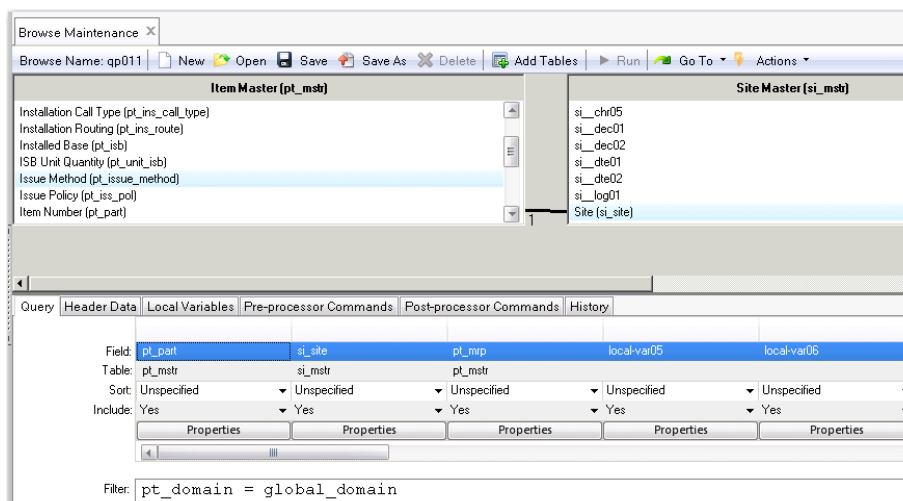 Browse Maintenance X
Browse Name: qp011 New Open Save Save As Delete Add Tables Run Go To Actions
Item Master (pt_mstr) Site Master (si_mstr)
Installation Call Type (pt_ins_call_type) si__chr05
Installation Routing (pt_ins_route) si__dec01
Installed Base (pt_isb) si__dec02
ISB Unit Quantity (pt_unit_isb) si__dte01
Issue Method (pt_issue_method) si__dte02
Issue Policy (pt_iss_pol) si__log01
Item Number (pt_part) 1 Site (si_site)
Query Header Data Local Variables Pre-processor Commands Post-processor Commands History
Field: pt_part si_site pt_mrp local-var05 local-var06
Table: pt_mstr si_mstr pt_mstr
Sort: Unspecified Unspecified Unspecified Unspecified Unspecified
Include: Yes Yes Yes Yes Yes
Properties Properties Properties Properties Properties
Filter: pt_domain = global_domain